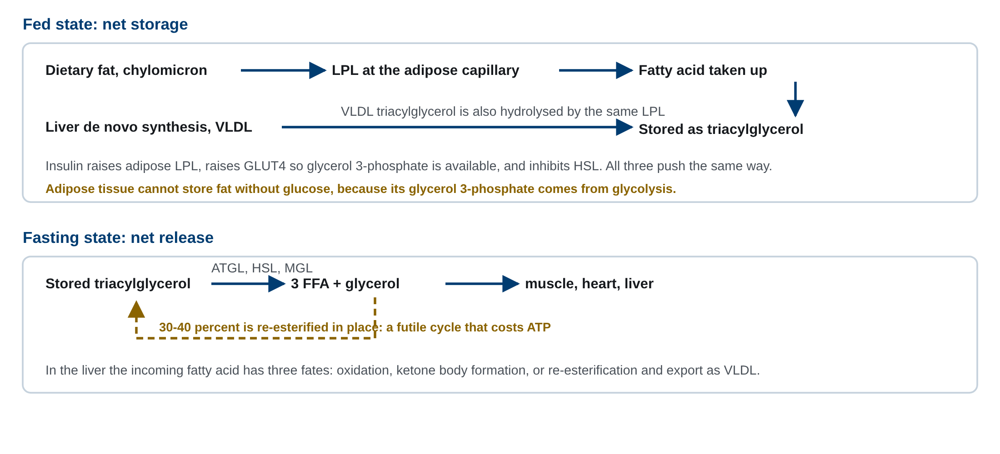 Fed state: net storage
Dietary fat, chylomicron
LPL at the adipose capillary
Fatty acid taken up
VLDL triacylglycerol is also hydrolysed by the same LPL
Liver de novo synthesis, VLDL
Stored as triacylglycerol
Insulin raises adipose LPL, raises GLUT4 so glycerol 3-phosphate is available, and inhibits HSL. All three push the same way.
Adipose tissue cannot store fat without glucose, because its glycerol 3-phosphate comes from glycolysis.
Fasting state: net release
ATGL, HSL, MGL
Stored triacylglycerol
3 FFA + glycerol
muscle, heart, liver
30-40 percent is re-esterified in place: a futile cycle that costs ATP
In the liver the incoming fatty acid has three fates: oxidation, ketone body formation, or re-esterification and export as VLDL.